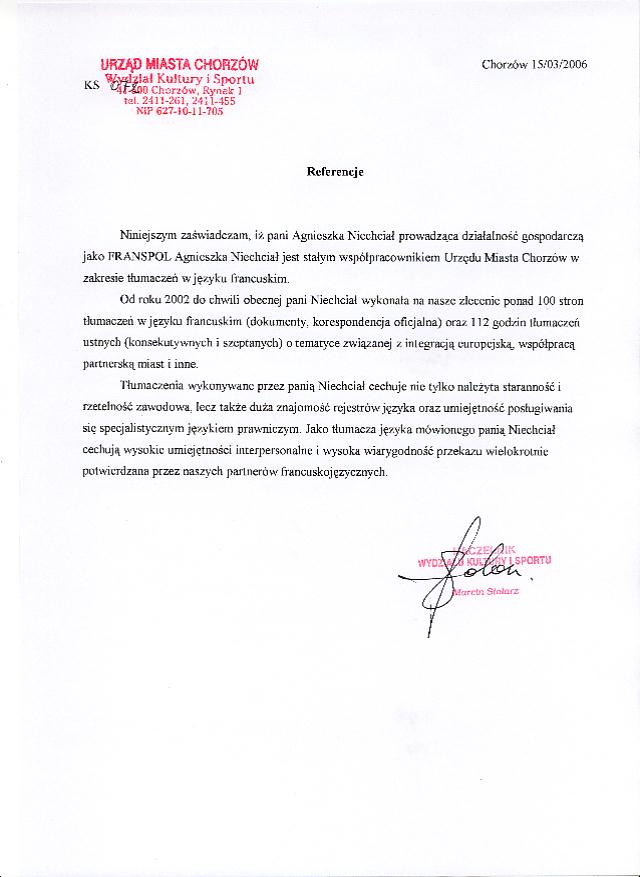 URZĄD MIASTA CHORZÓW
Wydział Kultury i Sportu
Chorzów 15/03/2006
KS
41-500 Chorzów, Rynek 1
tel. 2411-261, 2411-455
NIP 627-10-11-705
Referencje
Niniejszym zaświadczam, iż pani Agnieszka Niechciał prowadząca działalność gospodarczą
jako FRANSPOL Agnieszka Niechciał jest stałym współpracownikiem Urzędu Miasta Chorzów w
zakresie tłumaczeń w języku francuskim.
Od roku 2002 do chwili obecnej pani Niechciał wykonała na nasze zlecenie ponad 100 stron
tłumaczeń w języku francuskim (dokumenty, korespondencja oficjalna) oraz 112 godzin tłumaczeń
ustnych (konsekutywnych i szeptanych) o tematyce związanej z integracją europejską, współpracą
partnerską miast i inne.
Tłumaczenia wykonywane przez panią Niechciał cechuje nie tylko należyta staranność i
rzetelność zawodowa, lecz także duża znajomość rejestrów języka oraz umiejętność posługiwania
się specjalistycznym językiem prawniczym. Jako tłumacza języka mówionego panią Niechciał
cechują wysokie umiejętności interpersonalne i wysoka wiarygodność przekazu wielokrotnie
potwierdzana przez naszych partnerów francuskojęzycznych.
NACZELNIK
WYDZIAŁU KULTURY I SPORTU
Marcin Stolarz